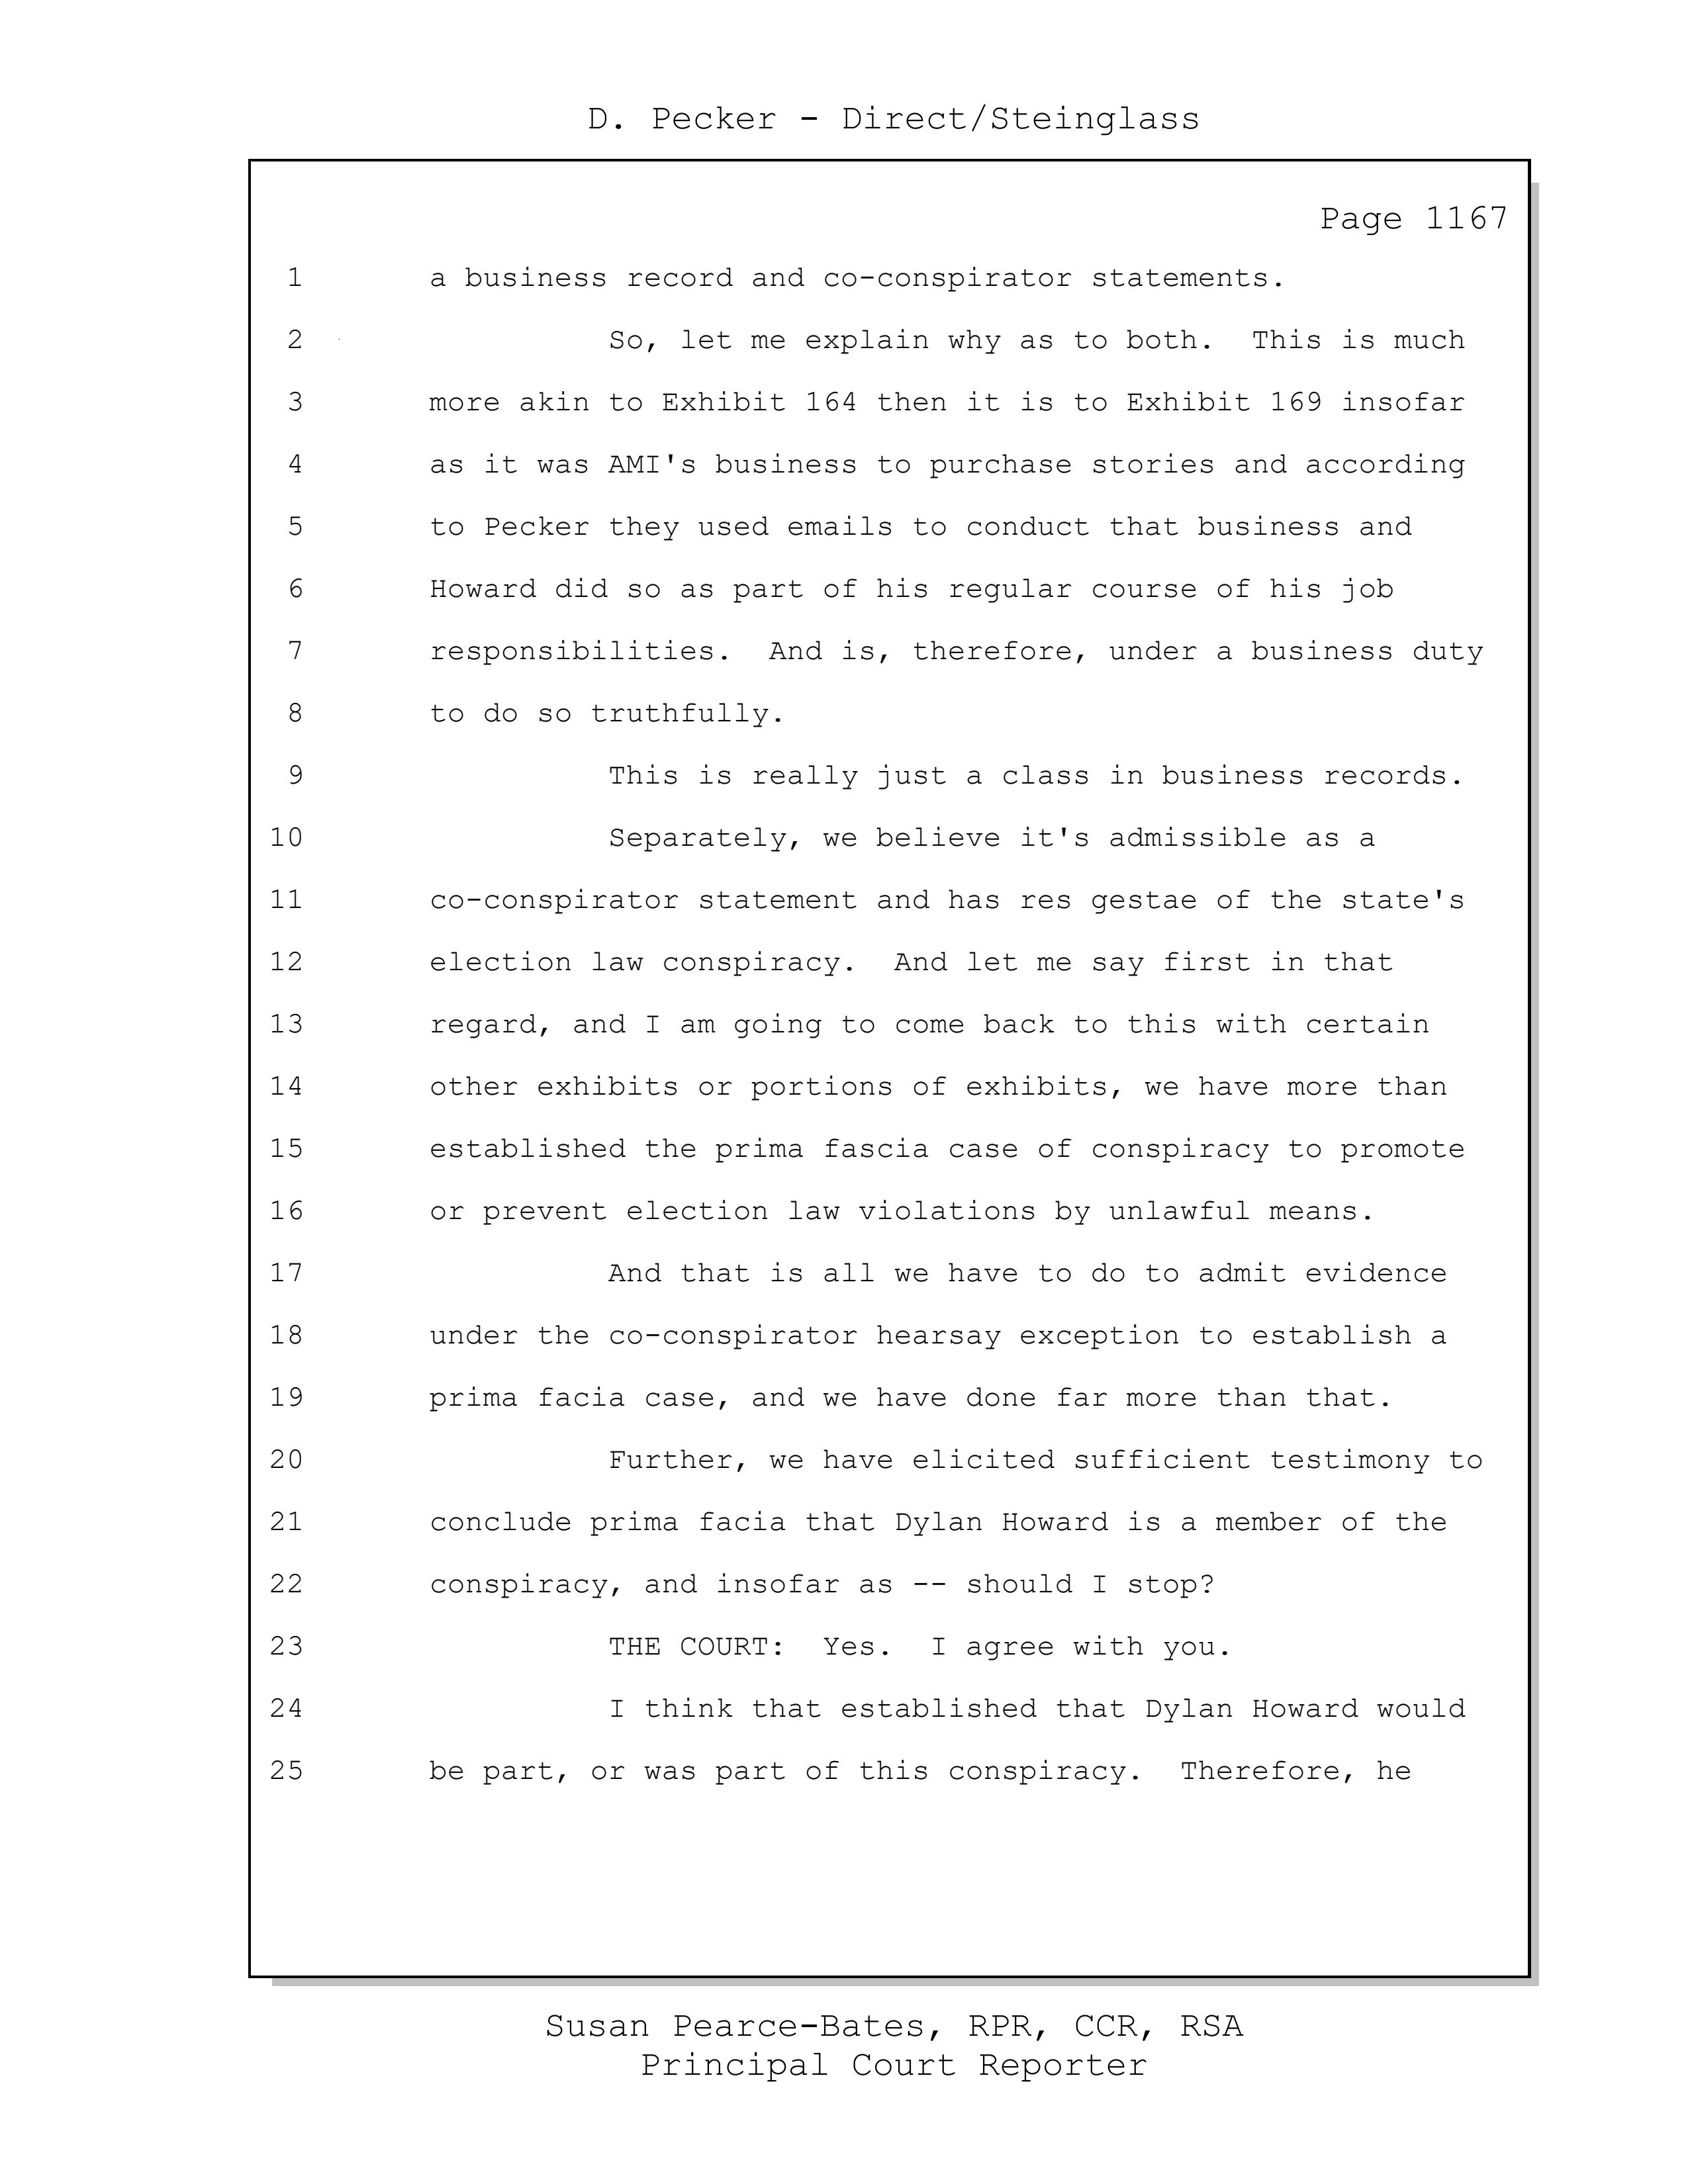 D. Pecker - Direct/Steinglass
Page 1167
1 a business record and co-conspirator statements.
2 So, let me explain why as to both. This is much
3 more akin to Exhibit 164 then it is to Exhibit 169 insofar
4 as it was AMI's business to purchase stories and according
5 to Pecker they used emails to conduct that business and
6 Howard did so as part of his regular course of his job
7 responsibilities. And is, therefore, under a business duty
8 to do so truthfully.
9 This is really just a class in business records.
10 Separately, we believe it's admissible as a
11 co-conspirator statement and has res gestae of the state's
12 election law conspiracy. And let me say first in that
13 regard, and I am going to come back to this with certain
14 other exhibits or portions of exhibits, we have more than
15 established the prima fascia case of conspiracy to promote
16 or prevent election law violations by unlawful means.
17 And that is all we have to do to admit evidence
18 under the co-conspirator hearsay exception to establish a
19 prima facia case, and we have done far more than that.
20 Further, we have elicited sufficient testimony to
21 conclude prima facia that Dylan Howard is a member of the
22 conspiracy, and insofar as -- should I stop?
23 THE COURT: Yes. I agree with you.
24 I think that established that Dylan Howard would
25 be part, or was part of this conspiracy. Therefore, he
Susan Pearce-Bates, RPR, CCR, RSA
Principal Court Reporter